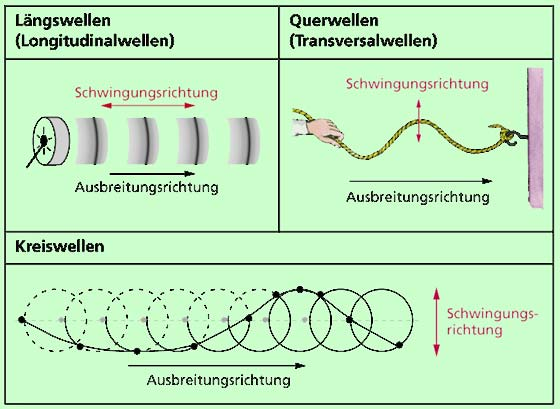 Längswellen
(Longitudinalwellen)
Schwingungsrichtung
Ausbreitungsrichtung
Querwellen
(Transversalwellen)
Schwingungsrichtung
Ausbreitungsrichtung
Kreiswellen
Schwingungs-
richtung
Ausbreitungsrichtung